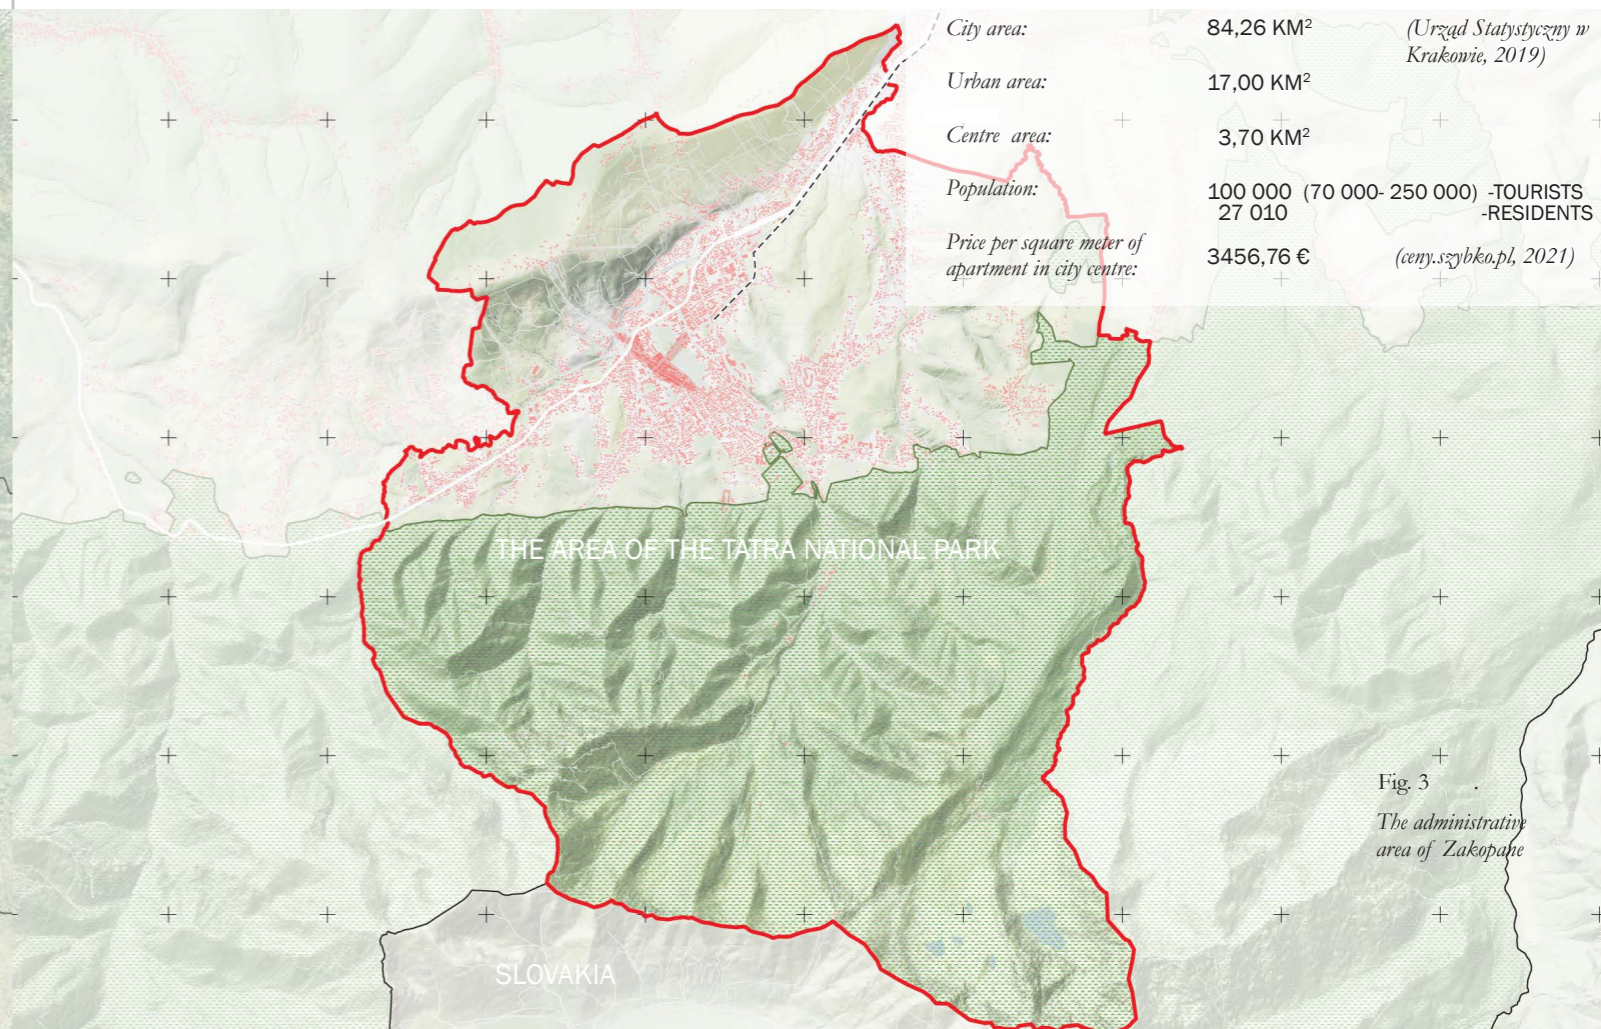 City area: 84,26 KM² (Urząd Statystyczny w
Krakowie, 2019)
Urban area: 17,00 KM²
Centre area: 3,70 KM²
Population: 100 000 (70 000- 250 000) -TOURISTS
27 010 -RESIDENTS
Price per square meter of
apartment in city centre: 3456,76 € (ceny.szybko.pl, 2021)
THE AREA OF THE TATRA NATIONAL PARK
Fig. 3 .
The administrative
area of Zakopane
SLOVAKIA